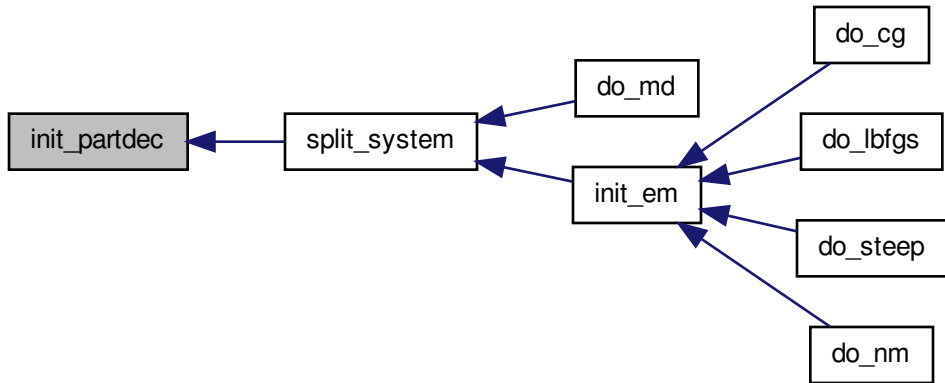 init_partdec
split_system
do_md
init_em
do_cg
do_lbfgs
do_steep
do_nm